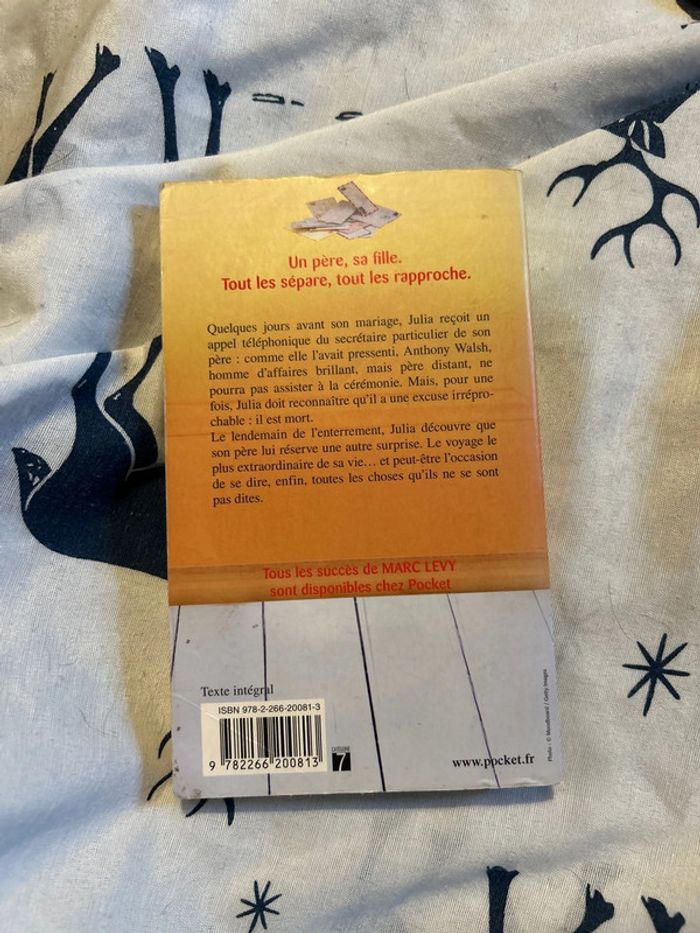 Un père, sa fille.
Tout les sépare, tout les rapproche.
Quelques jours avant son mariage, Julia reçoit un
appel téléphonique du secrétaire particulier de son
père : comme elle l'avait pressenti, Anthony Walsh,
homme d'affaires brillant, mais père distant, ne
pourra pas assister à la cérémonie. Mais, pour une
fois, Julia doit reconnaître qu'il a une excuse irrépro-
chable : il est mort.
Le lendemain de l'enterrement, Julia découvre que
son père lui réserve une autre surprise. Le voyage le
plus extraordinaire de sa vie... et peut-être l'occasion
de se dire, enfin, toutes les choses qu'ils ne se sont
pas dites.
Tous les succès de MARC LEVY
sont disponibles chez Pocket
Texte intégral
ISBN 978-2-266-20081-3
9 782266 200813
CATÉGORIE
7
www.pocket.fr
Photo : © Moodboard / Getty Images